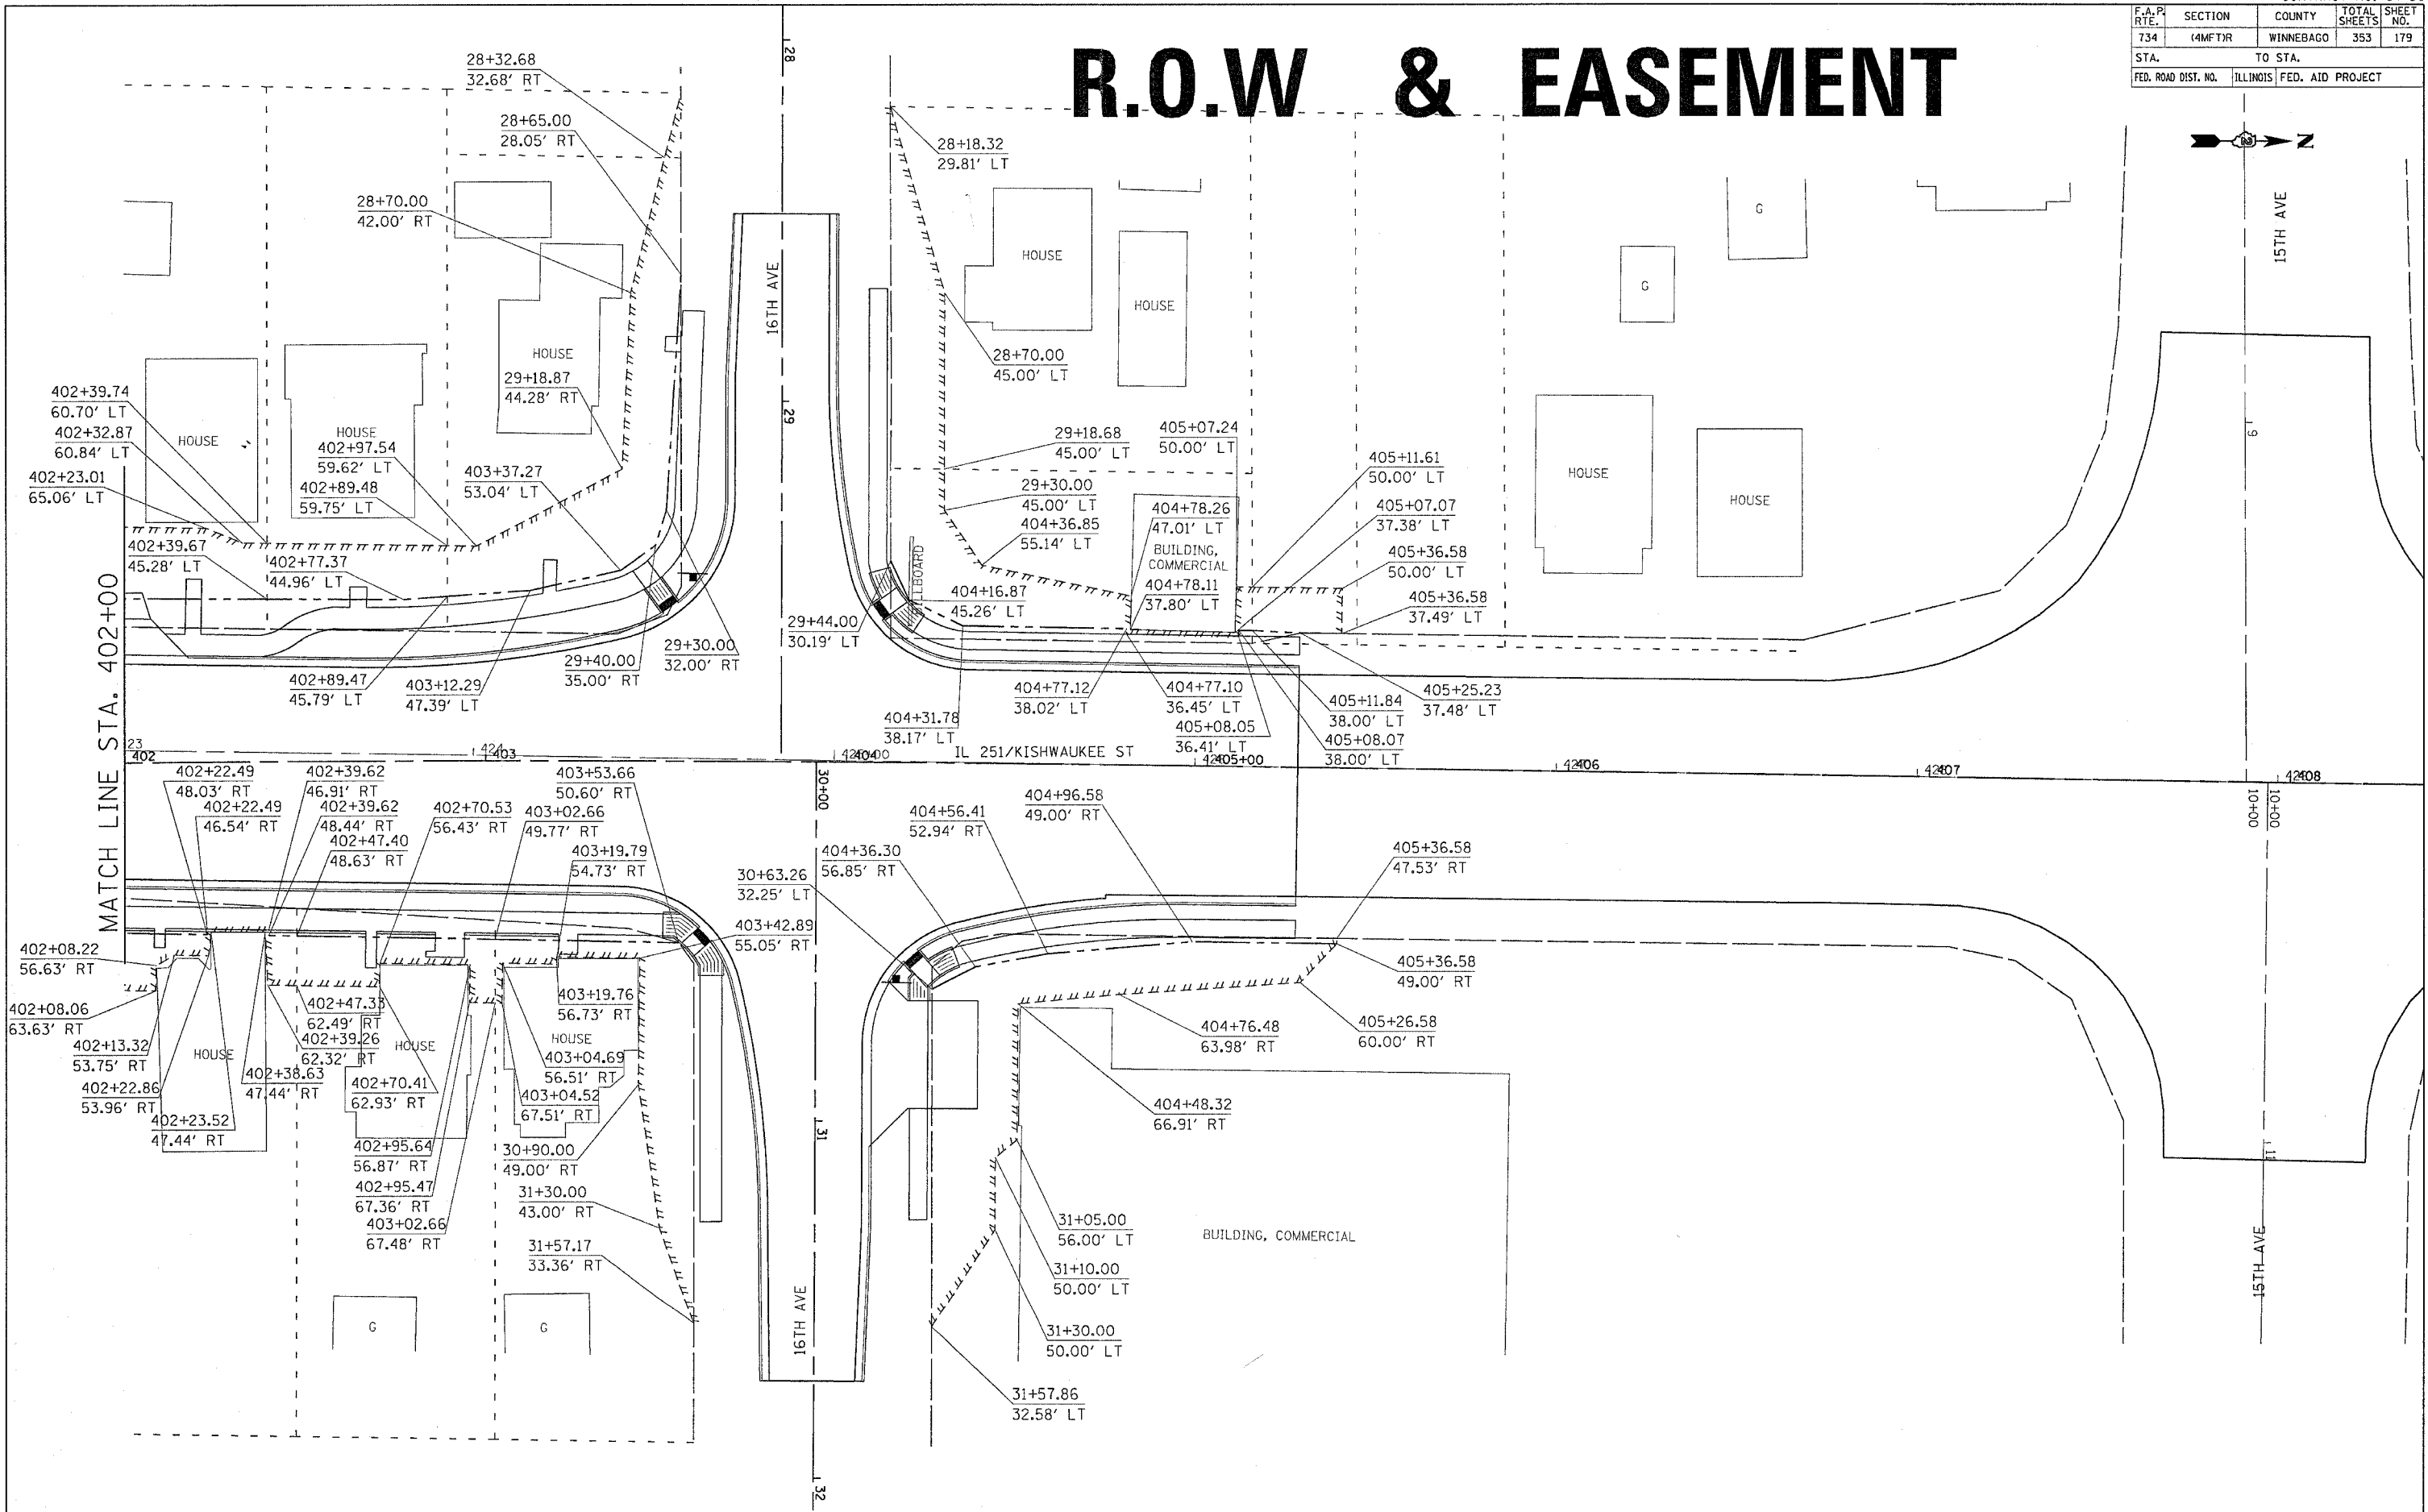 F.A.P. RTE. SECTION COUNTY TOTAL SHEETS SHEET NO.
734 (4MFT)R WINNEBAGO 353 179
STA. TO STA.
FED. ROAD DIST. NO. ILLINOIS FED. AID PROJECT
R.O.W & EASEMENT
N
28
28+32.68
32.68' RT
28+65.00
28.05' RT
28+70.00
42.00' RT
28+18.32
29.81' LT
HOUSE
HOUSE
G
G
15TH AVE
16TH AVE
28+70.00
45.00' LT
HOUSE
29+18.87
44.28' RT
29
9
402+39.74
60.70' LT
402+32.87
60.84' LT
402+23.01
65.06' LT
HOUSE
HOUSE
402+97.54
59.62' LT
402+89.48
59.75' LT
403+37.27
53.04' LT
29+18.68
45.00' LT
29+30.00
45.00' LT
404+36.85
55.14' LT
405+07.24
50.00' LT
404+78.26
47.01' LT
BUILDING,
COMMERCIAL
404+78.11
37.80' LT
405+11.61
50.00' LT
405+07.07
37.38' LT
405+36.58
50.00' LT
405+36.58
37.49' LT
HOUSE
HOUSE
402+39.67
45.28' LT
402+77.37
44.96' LT
BILLBOARD
404+16.87
45.26' LT
29+44.00
30.19' LT
29+30.00
32.00' RT
29+40.00
35.00' RT
402+89.47
45.79' LT
403+12.29
47.39' LT
404+31.78
38.17' LT
404+77.12
38.02' LT
404+77.10
36.45' LT
405+08.05
36.41' LT
405+11.84
38.00' LT
405+08.07
38.00' LT
405+25.23
37.48' LT
MATCH LINE STA. 402+00
23
402
424
403
404
IL 251/KISHWAUKEE ST
405+00
406
407
408
30+00
10+00
10+00
402+22.49
48.03' RT
402+22.49
46.54' RT
402+39.62
46.91' RT
402+39.62
48.44' RT
402+47.40
48.63' RT
402+70.53
56.43' RT
403+53.66
50.60' RT
403+02.66
49.77' RT
403+19.79
54.73' RT
404+96.58
49.00' RT
404+56.41
52.94' RT
404+36.30
56.85' RT
30+63.26
32.25' LT
405+36.58
47.53' RT
403+42.89
55.05' RT
402+08.22
56.63' RT
402+08.06
63.63' RT
402+13.32
53.75' RT
402+22.86
53.96' RT
402+23.52
47.44' RT
HOUSE
402+38.63
47.44' RT
402+47.33
62.49' RT
402+39.26
62.32' RT
HOUSE
402+70.41
62.93' RT
403+19.76
56.73' RT
HOUSE
403+04.69
56.51' RT
403+04.52
67.51' RT
405+36.58
49.00' RT
405+26.58
60.00' RT
404+76.48
63.98' RT
404+48.32
66.91' RT
402+95.64
56.87' RT
402+95.47
67.36' RT
403+02.66
67.48' RT
30+90.00
49.00' RT
31+30.00
43.00' RT
31+57.17
33.36' RT
31
11
31+05.00
56.00' LT
31+10.00
50.00' LT
31+30.00
50.00' LT
31+57.86
32.58' LT
BUILDING, COMMERCIAL
G
G
16TH AVE
15TH AVE
32